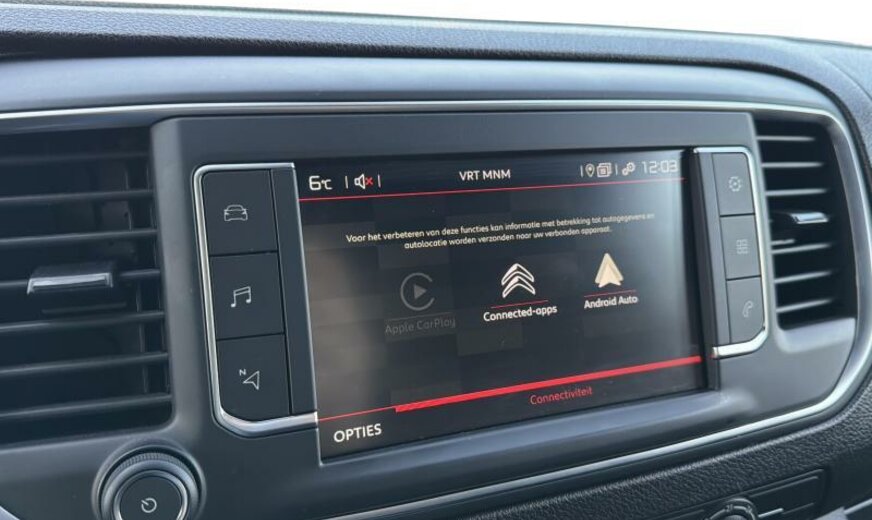 6°C
VRT MNM
12:03
Voor het verbeteren van deze functies kan informatie met betrekking tot autogegevens en
autolocatie worden verzonden naar uw verbonden apparaat.
Apple CarPlay
Connected-apps
Android Auto
N
Connectiviteit
OPTIES